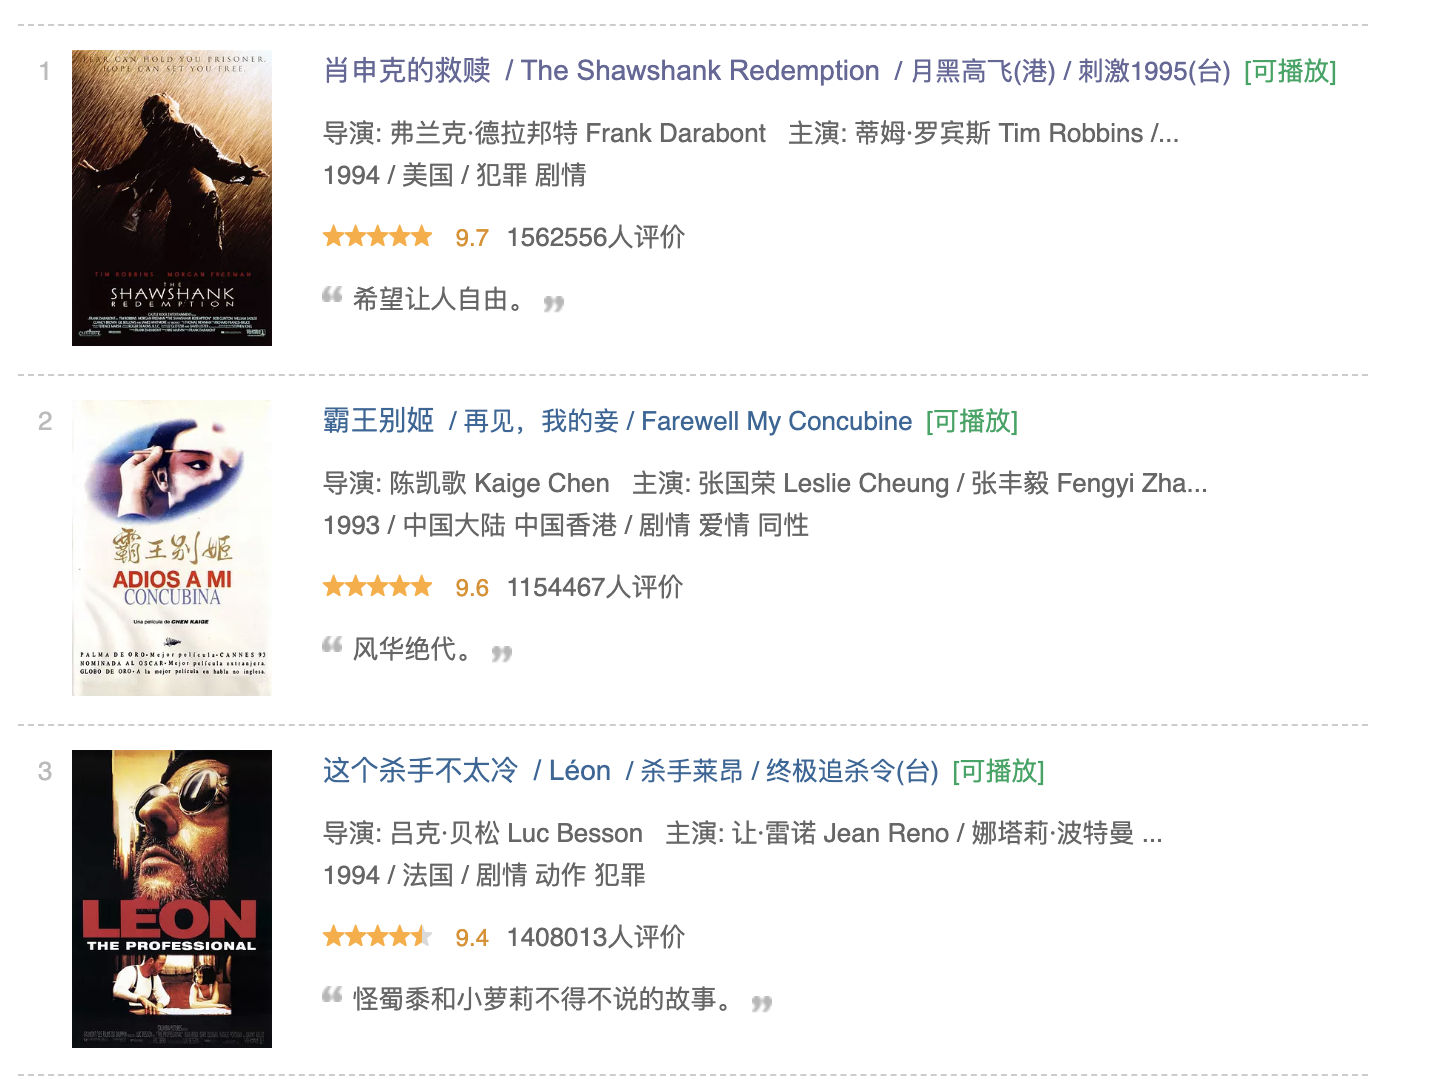 1
FEAR CAN HOLD YOU PRISONER.
HOPE CAN SET YOU FREE.
TIM ROBBINS MORGAN FREEMAN
THE
SHAWSHANK
REDEMPTION
肖申克的救赎 / The Shawshank Redemption / 月黑高飞(港) / 刺激1995(台) [可播放]
导演: 弗兰克·德拉邦特 Frank Darabont 主演: 蒂姆·罗宾斯 Tim Robbins /...
1994 / 美国 / 犯罪 剧情
9.7 1562556人评价
“ 希望让人自由。 ”
2
霸王别姬
ADIOS A MI
CONCUBINA
Una película de CHEN KAIGE
PALMA DE ORO•Mejor película•CANNES 93
NOMINADA AL OSCAR•Mejor película extranjera.
GLOBO DE ORO•A la mejor película en habla no inglesa.
霸王别姬 / 再见，我的妾 / Farewell My Concubine [可播放]
导演: 陈凯歌 Kaige Chen 主演: 张国荣 Leslie Cheung / 张丰毅 Fengyi Zha...
1993 / 中国大陆 中国香港 / 剧情 爱情 同性
9.6 1154467人评价
“ 风华绝代。 ”
3
LEON
THE PROFESSIONAL
这个杀手不太冷 / Léon / 杀手莱昂 / 终极追杀令(台) [可播放]
导演: 吕克·贝松 Luc Besson 主演: 让·雷诺 Jean Reno / 娜塔莉·波特曼 ...
1994 / 法国 / 剧情 动作 犯罪
9.4 1408013人评价
“ 怪蜀黍和小萝莉不得不说的故事。 ”